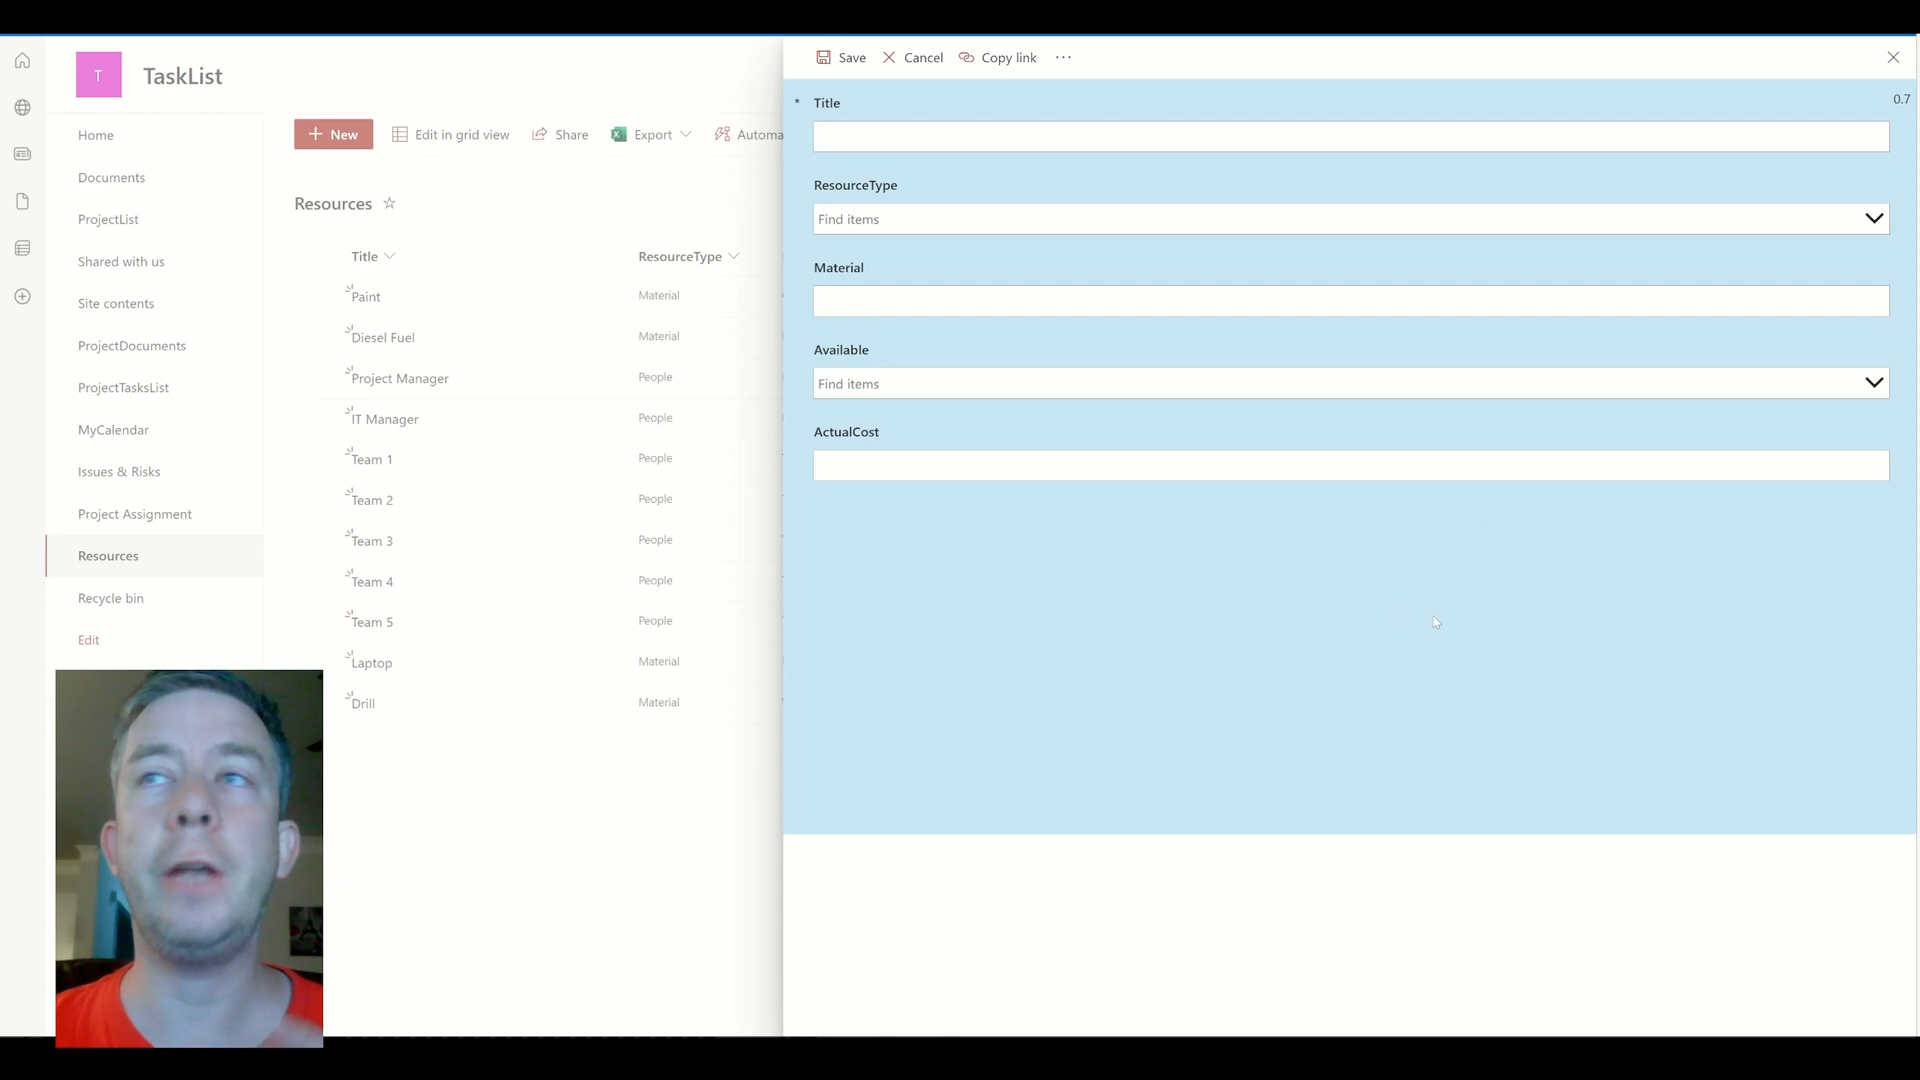 T
TaskList
Home
Documents
ProjectList
Shared with us
Site contents
ProjectDocuments
ProjectTasksList
MyCalendar
Issues & Risks
Project Assignment
Resources
Recycle bin
Edit
New
Edit in grid view
Share
Export
Automa
Resources
Title
ResourceType
Paint
Material
Diesel Fuel
Material
Project Manager
People
IT Manager
People
Team 1
People
Team 2
People
Team 3
People
Team 4
People
Team 5
People
Laptop
Material
Drill
Material
Save
Cancel
Copy link
...
* Title
0.7
ResourceType
Find items
Material
Available
Find items
ActualCost